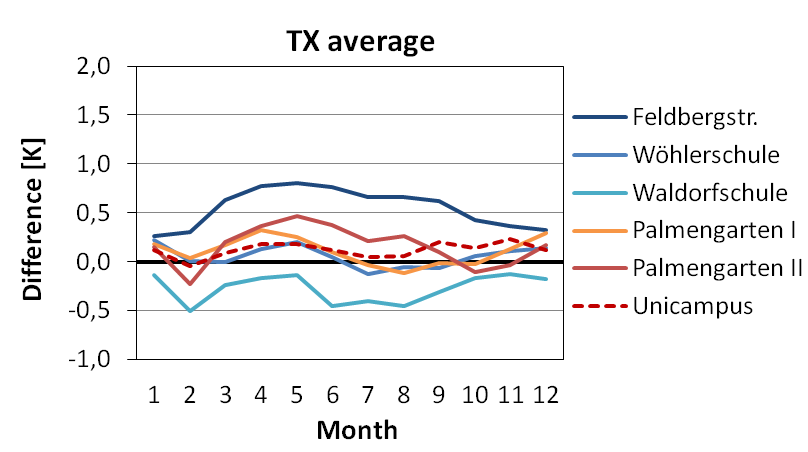 TX average
Difference [K]
2,0
1,5
1,0
0,5
0,0
-0,5
-1,0
1 2 3 4 5 6 7 8 9 10 11 12
Month
Feldbergstr.
Wöhlerschule
Waldorfschule
Palmengarten I
Palmengarten II
Unicampus